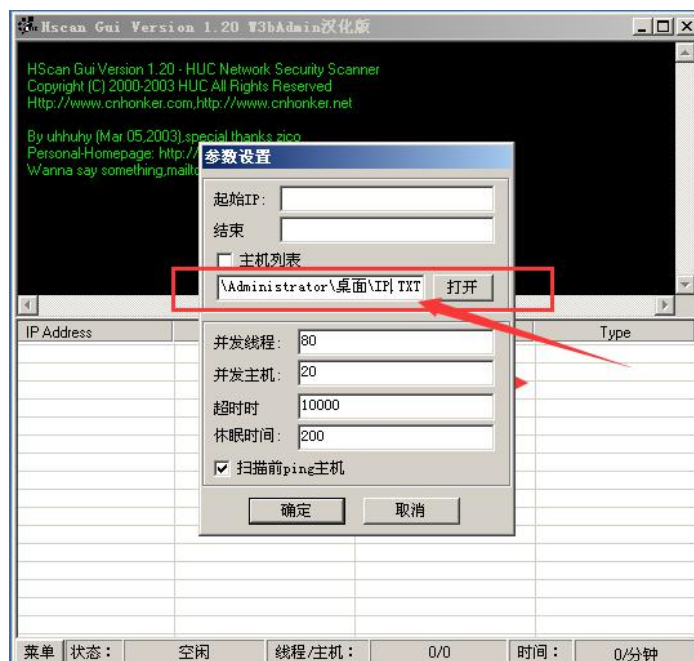 Hscan Gui Version 1.20 W3bAdmin汉化版
HScan Gui Version 1.20 - HUC Network Security Scanner
Copyright (C) 2000-2003 HUC All Rights Reserved
Http://www.cnhonker.com,http://www.cnhonker.net
By uhhuhy (Mar 05,2003),special thanks zico
Personal-Homepage: http:/
Wanna say something,mailto
参数设置
起始IP:
结束
主机列表
\Administrator\桌面\IP TXT 打开
IP Address Type
并发线程: 80
并发主机: 20
超时时 10000
休眠时间: 200
扫描前ping主机
确定 取消
菜单 状态: 空闲 线程/主机: 0/0 时间: 0/分钟